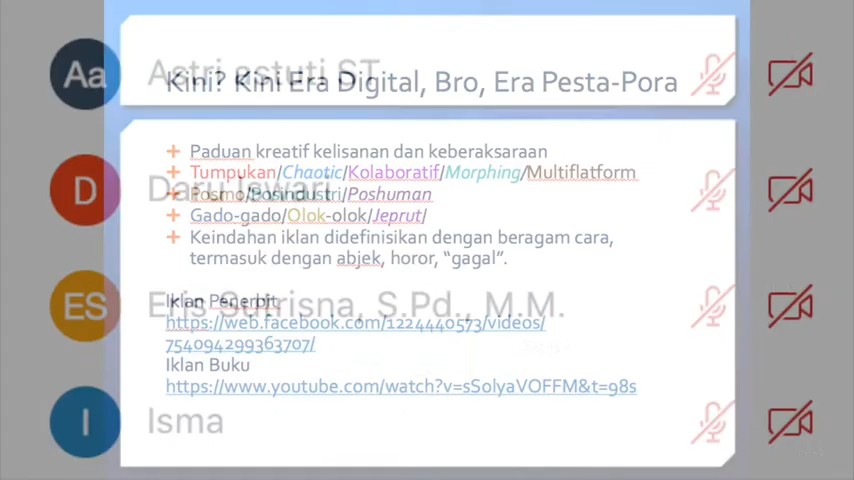 Aa Astri astuti ST
Kini? Kini Era Digital, Bro, Era Pesta-Pora
Paduan kreatif kelisanan dan keberaksaraan
Tumpukan/Chaotic/Kolaboratif/Morphing/Multiflatform
D Daru Iswari
Posmo/Posindustri/Poshuman
Gado-gado/Olok-olok/Jeprut/
Keindahan iklan didefinisikan dengan beragam cara,
termasuk dengan abjek, horor, “gagal”.
ES Eris Sutrisna, S.Pd., M.M.
Iklan Penerbit
https://web.facebook.com/1224440573/videos/
754094299363707/
Iklan Buku
https://www.youtube.com/watch?v=sSolyaVOFFM&t=98s
I Isma